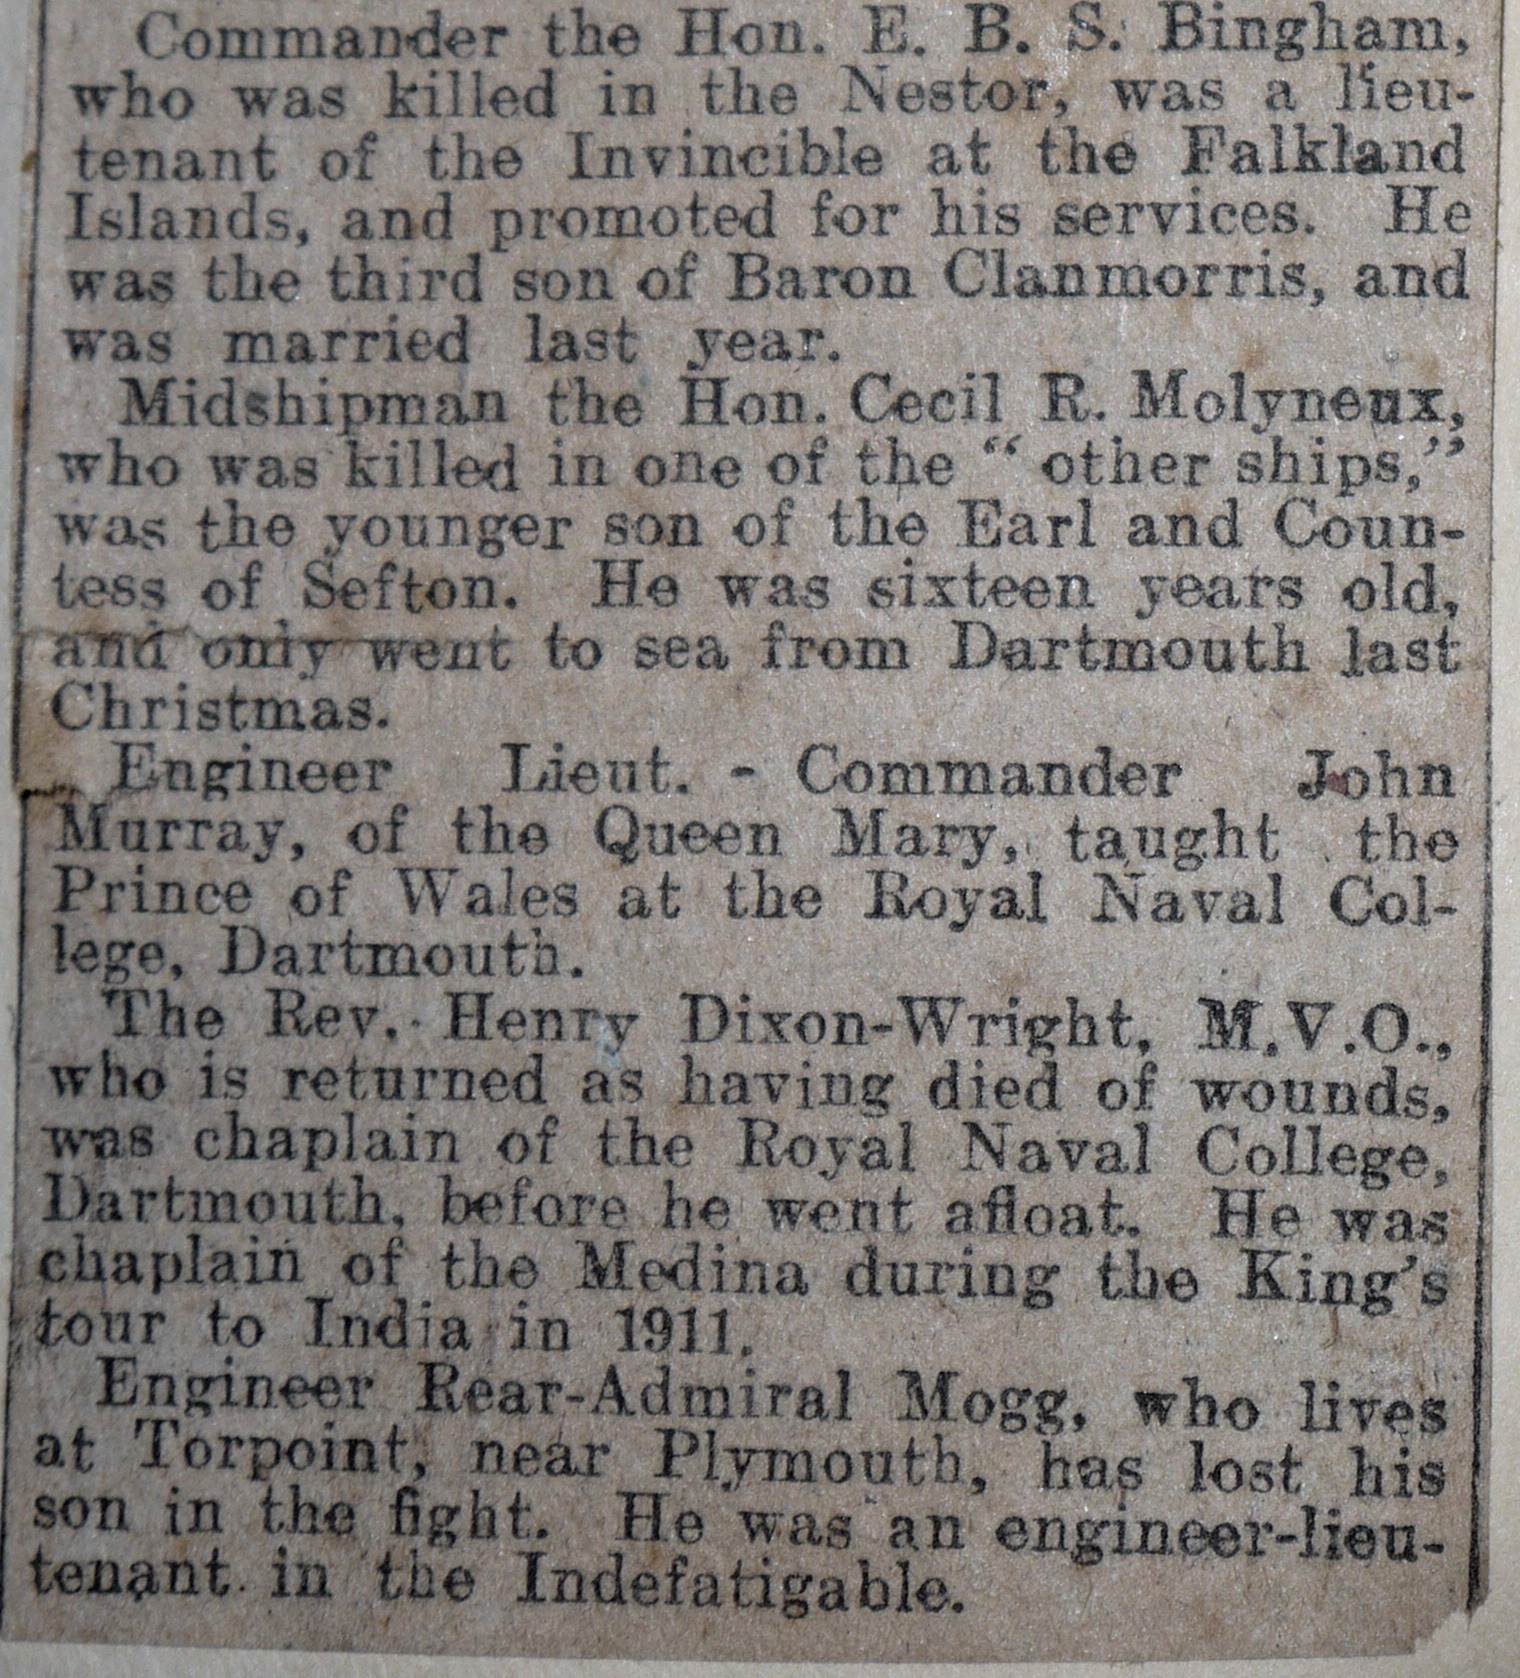 Commander the Hon. E. B. S. Bingham,
who was killed in the Nestor, was a lieu-
tenant of the Invincible at the Falkland
Islands, and promoted for his services. He
was the third son of Baron Clanmorris, and
was married last year.
Midshipman the Hon. Cecil R. Molyneux,
who was killed in one of the “ other ships,”
was the younger son of the Earl and Coun-
tess of Sefton. He was sixteen years old,
and only went to sea from Dartmouth last
Christmas.
Engineer Lieut. - Commander John
Murray, of the Queen Mary, taught the
Prince of Wales at the Royal Naval Col-
lege, Dartmouth.
The Rev. Henry Dixon-Wright, M.V.O.,
who is returned as having died of wounds,
was chaplain of the Royal Naval College,
Dartmouth, before he went afloat. He was
chaplain of the Medina during the King’s
tour to India in 1911.
Engineer Rear-Admiral Mogg, who lives
at Torpoint, near Plymouth, has lost his
son in the fight. He was an engineer-lieu-
tenant in the Indefatigable.